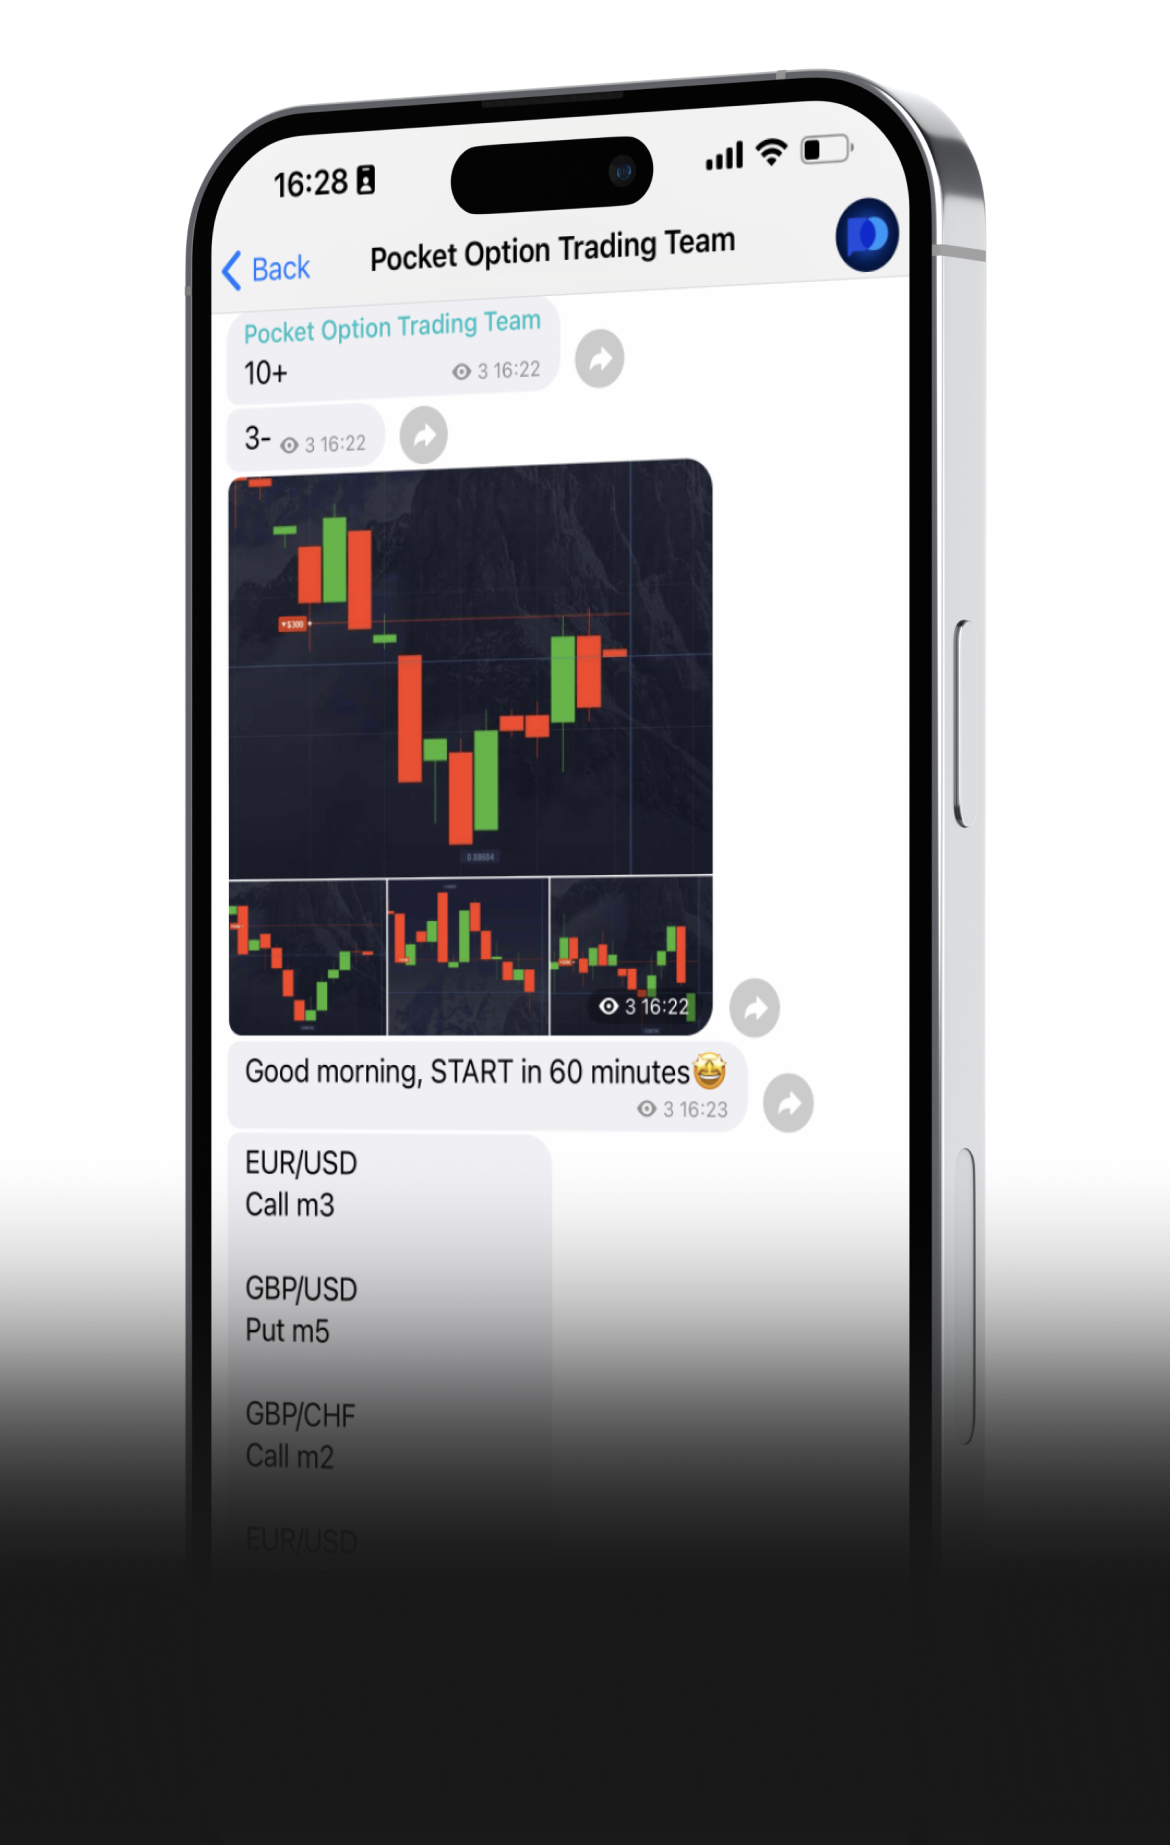 16:28
Back
Pocket Option Trading Team
Pocket Option Trading Team
10+
3 16:22
3-
3 16:22
$300
3 16:22
Good morning, START in 60 minutes🤩
3 16:23
EUR/USD
Call m3
GBP/USD
Put m5
GBP/CHF
Call m2
EUR/USD